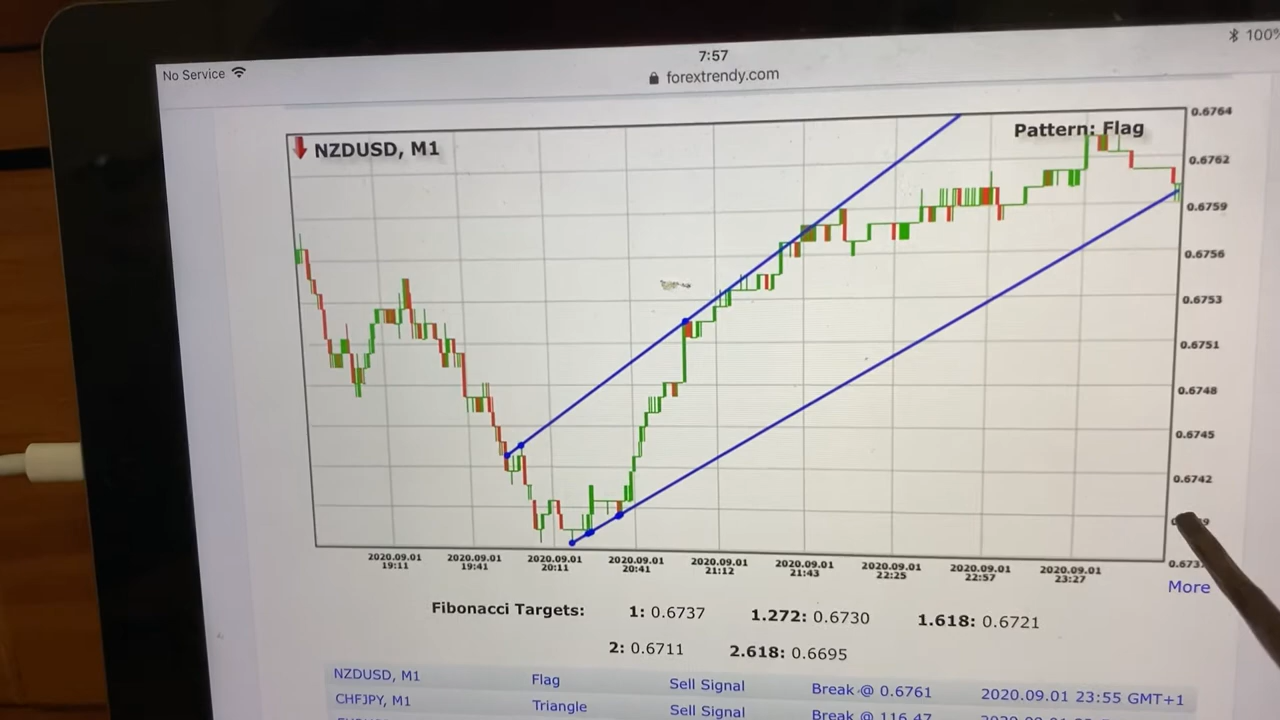 No Service
7:57
100%
forextrendy.com
NZDUSD, M1
Pattern: Flag
0.6764
0.6762
0.6759
0.6756
0.6753
0.6751
0.6748
0.6745
0.6742
2020.09.01 2020.09.01 2020.09.01 2020.09.01 2020.09.01 2020.09.01 2020.09.01 2020.09.01 2020.09.01
19:11 19:41 20:11 20:41 21:12 21:43 22:25 22:57 23:27
More
Fibonacci Targets: 1: 0.6737 1.272: 0.6730 1.618: 0.6721
2: 0.6711 2.618: 0.6695
NZDUSD, M1 Flag Sell Signal Break @ 0.6761 2020.09.01 23:55 GMT+1
CHFJPY, M1 Triangle Sell Signal Break @ 116.47